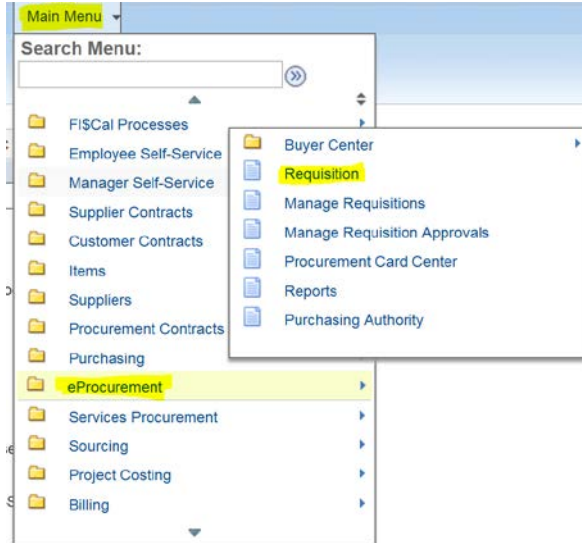 Main Menu
Search Menu:
FI$Cal Processes
Employee Self-Service
Manager Self-Service
Supplier Contracts
Customer Contracts
Items
Suppliers
Procurement Contracts
Purchasing
eProcurement
Services Procurement
Sourcing
Project Costing
Billing
Buyer Center
Requisition
Manage Requisitions
Manage Requisition Approvals
Procurement Card Center
Reports
Purchasing Authority